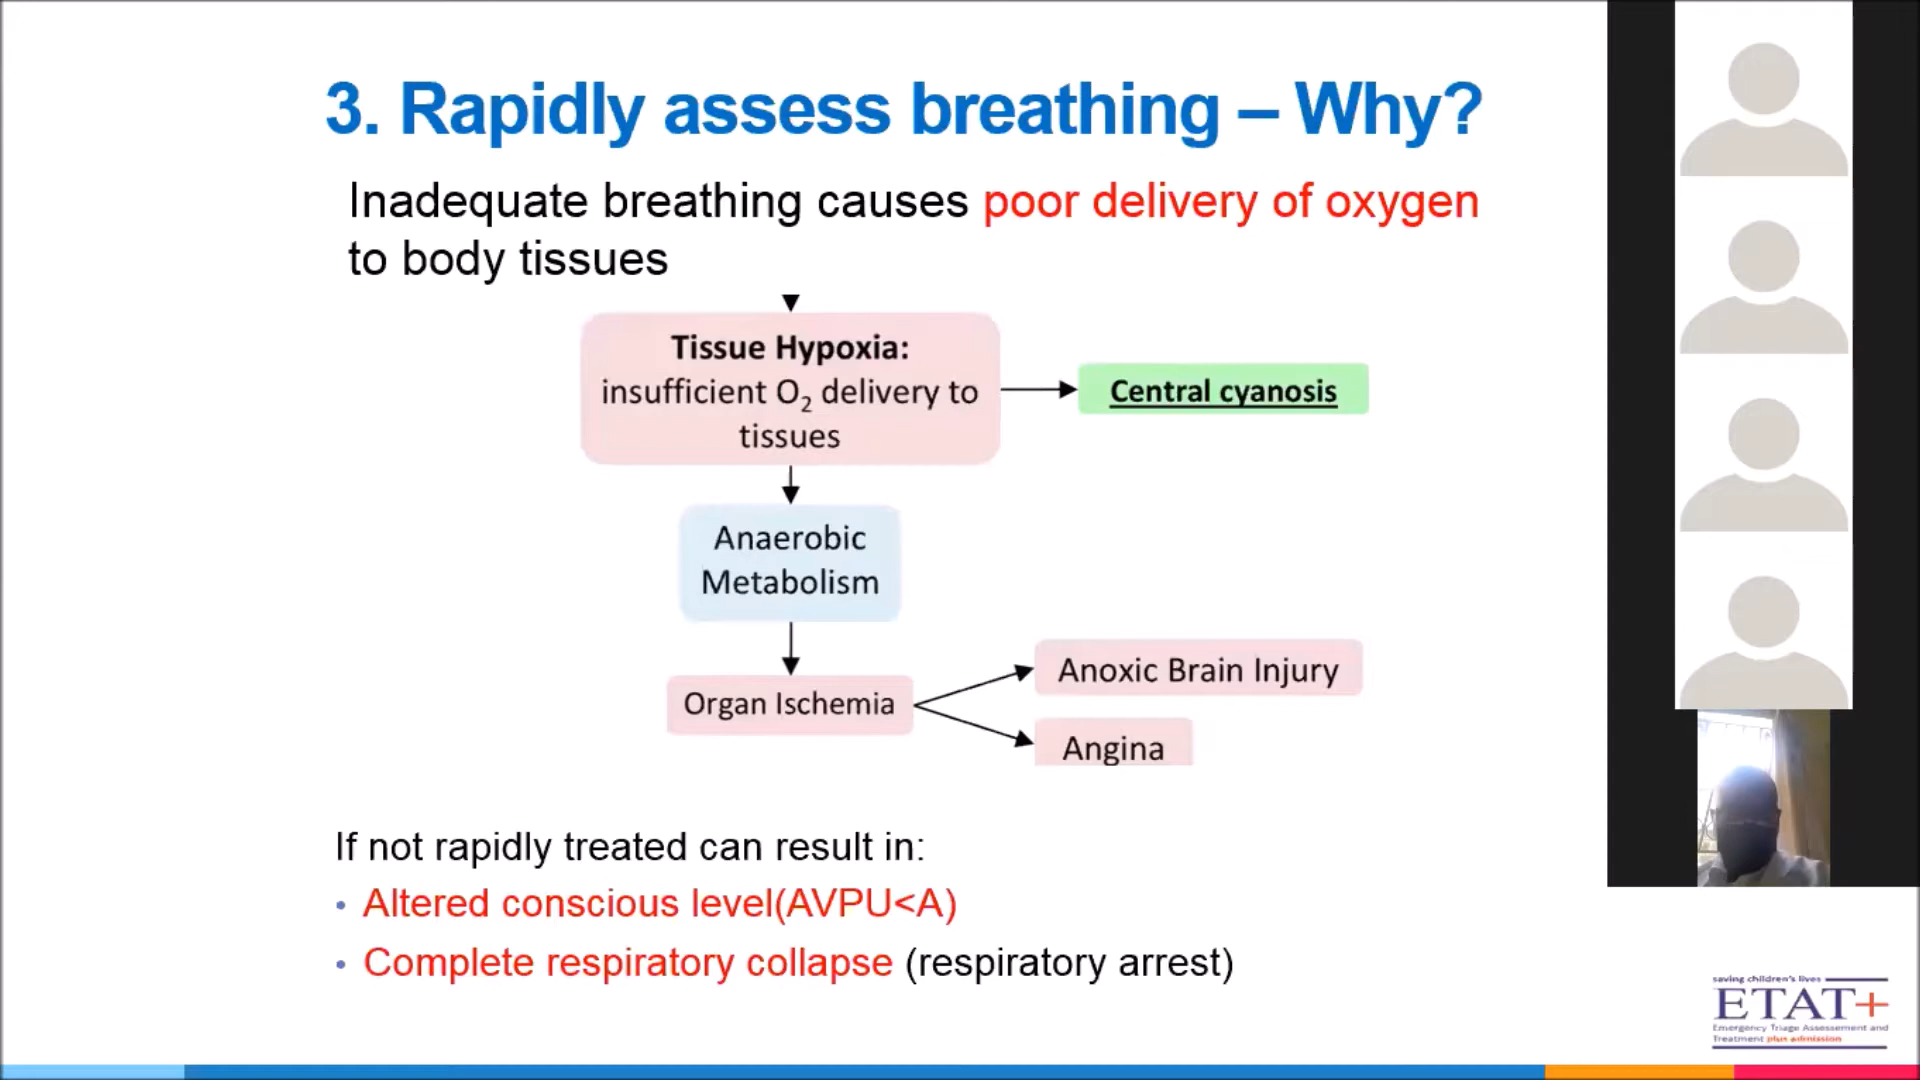 3. Rapidly assess breathing – Why?
Inadequate breathing causes poor delivery of oxygen
to body tissues
Tissue Hypoxia:
insufficient O₂ delivery to
tissues
Central cyanosis
Anaerobic
Metabolism
Organ Ischemia
Anoxic Brain Injury
Angina
If not rapidly treated can result in:
• Altered conscious level(AVPU<A)
• Complete respiratory collapse (respiratory arrest)
saving children's lives
ETAT+
Emergency Triage Assessment and
Treatment plus admission